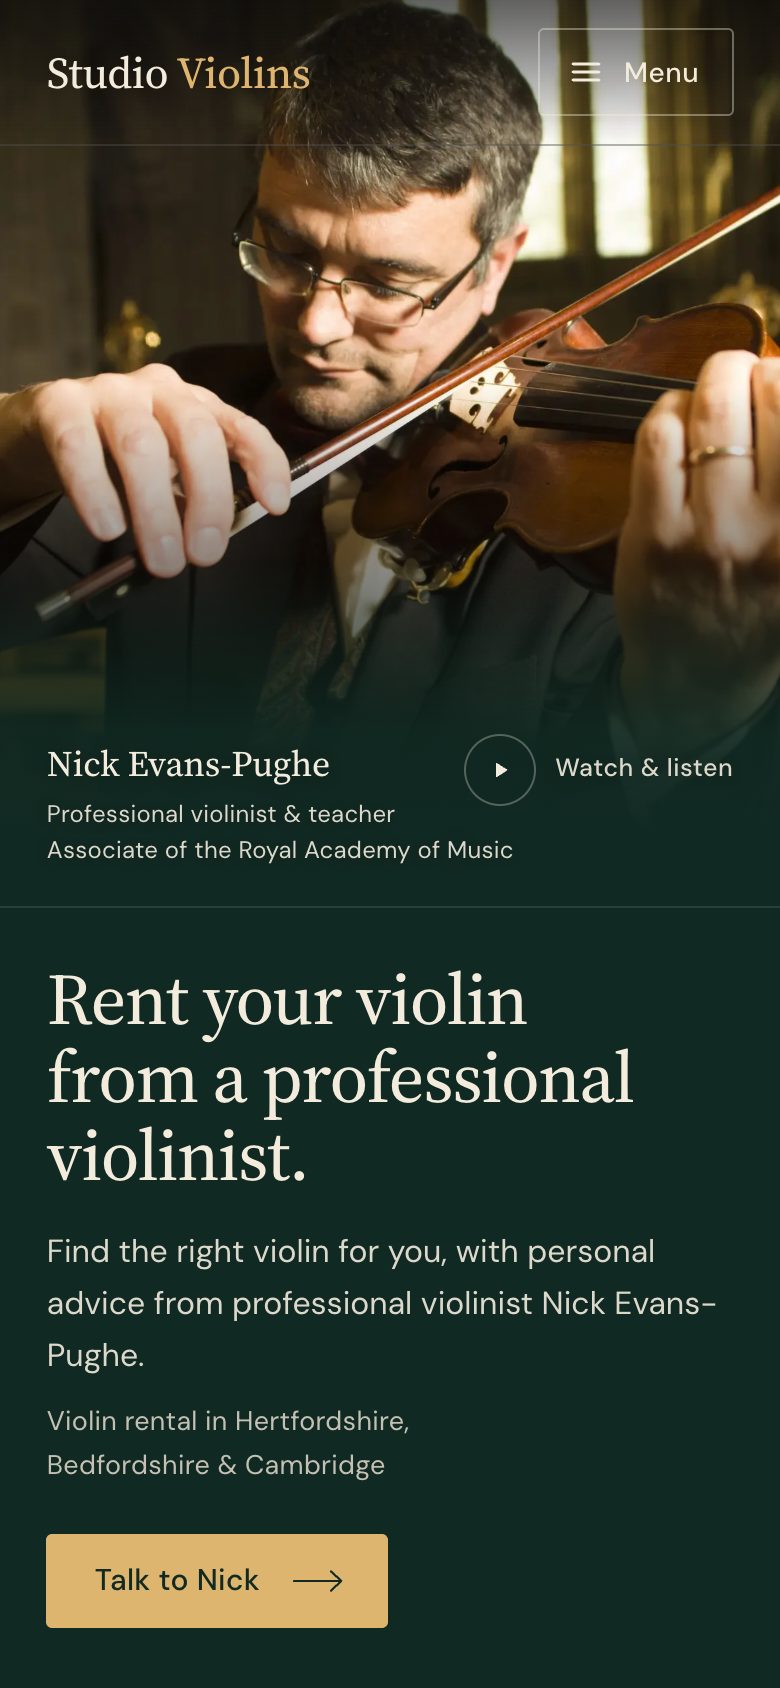 Studio Violins
Menu
Nick Evans-Pughe
Watch & listen
Professional violinist & teacher
Associate of the Royal Academy of Music
Rent your violin
from a professional
violinist.
Find the right violin for you, with personal
advice from professional violinist Nick Evans-
Pughe.
Violin rental in Hertfordshire,
Bedfordshire & Cambridge
Talk to Nick